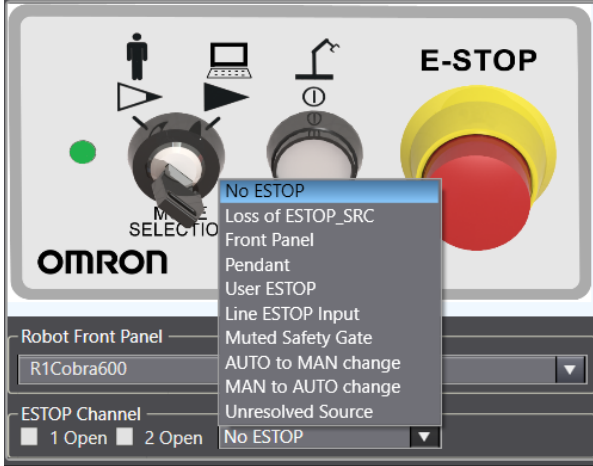 E-STOP
No ESTOP
Loss of ESTOP_SRC
SELECTIO
Front Panel
OMRON
Pendant
User ESTOP
Line ESTOP Input
Muted Safety Gate
AUTO to MAN change
MAN to AUTO change
Unresolved Source
Robot Front Panel
R1Cobra600
ESTOP Channel
1 Open 2 Open No ESTOP